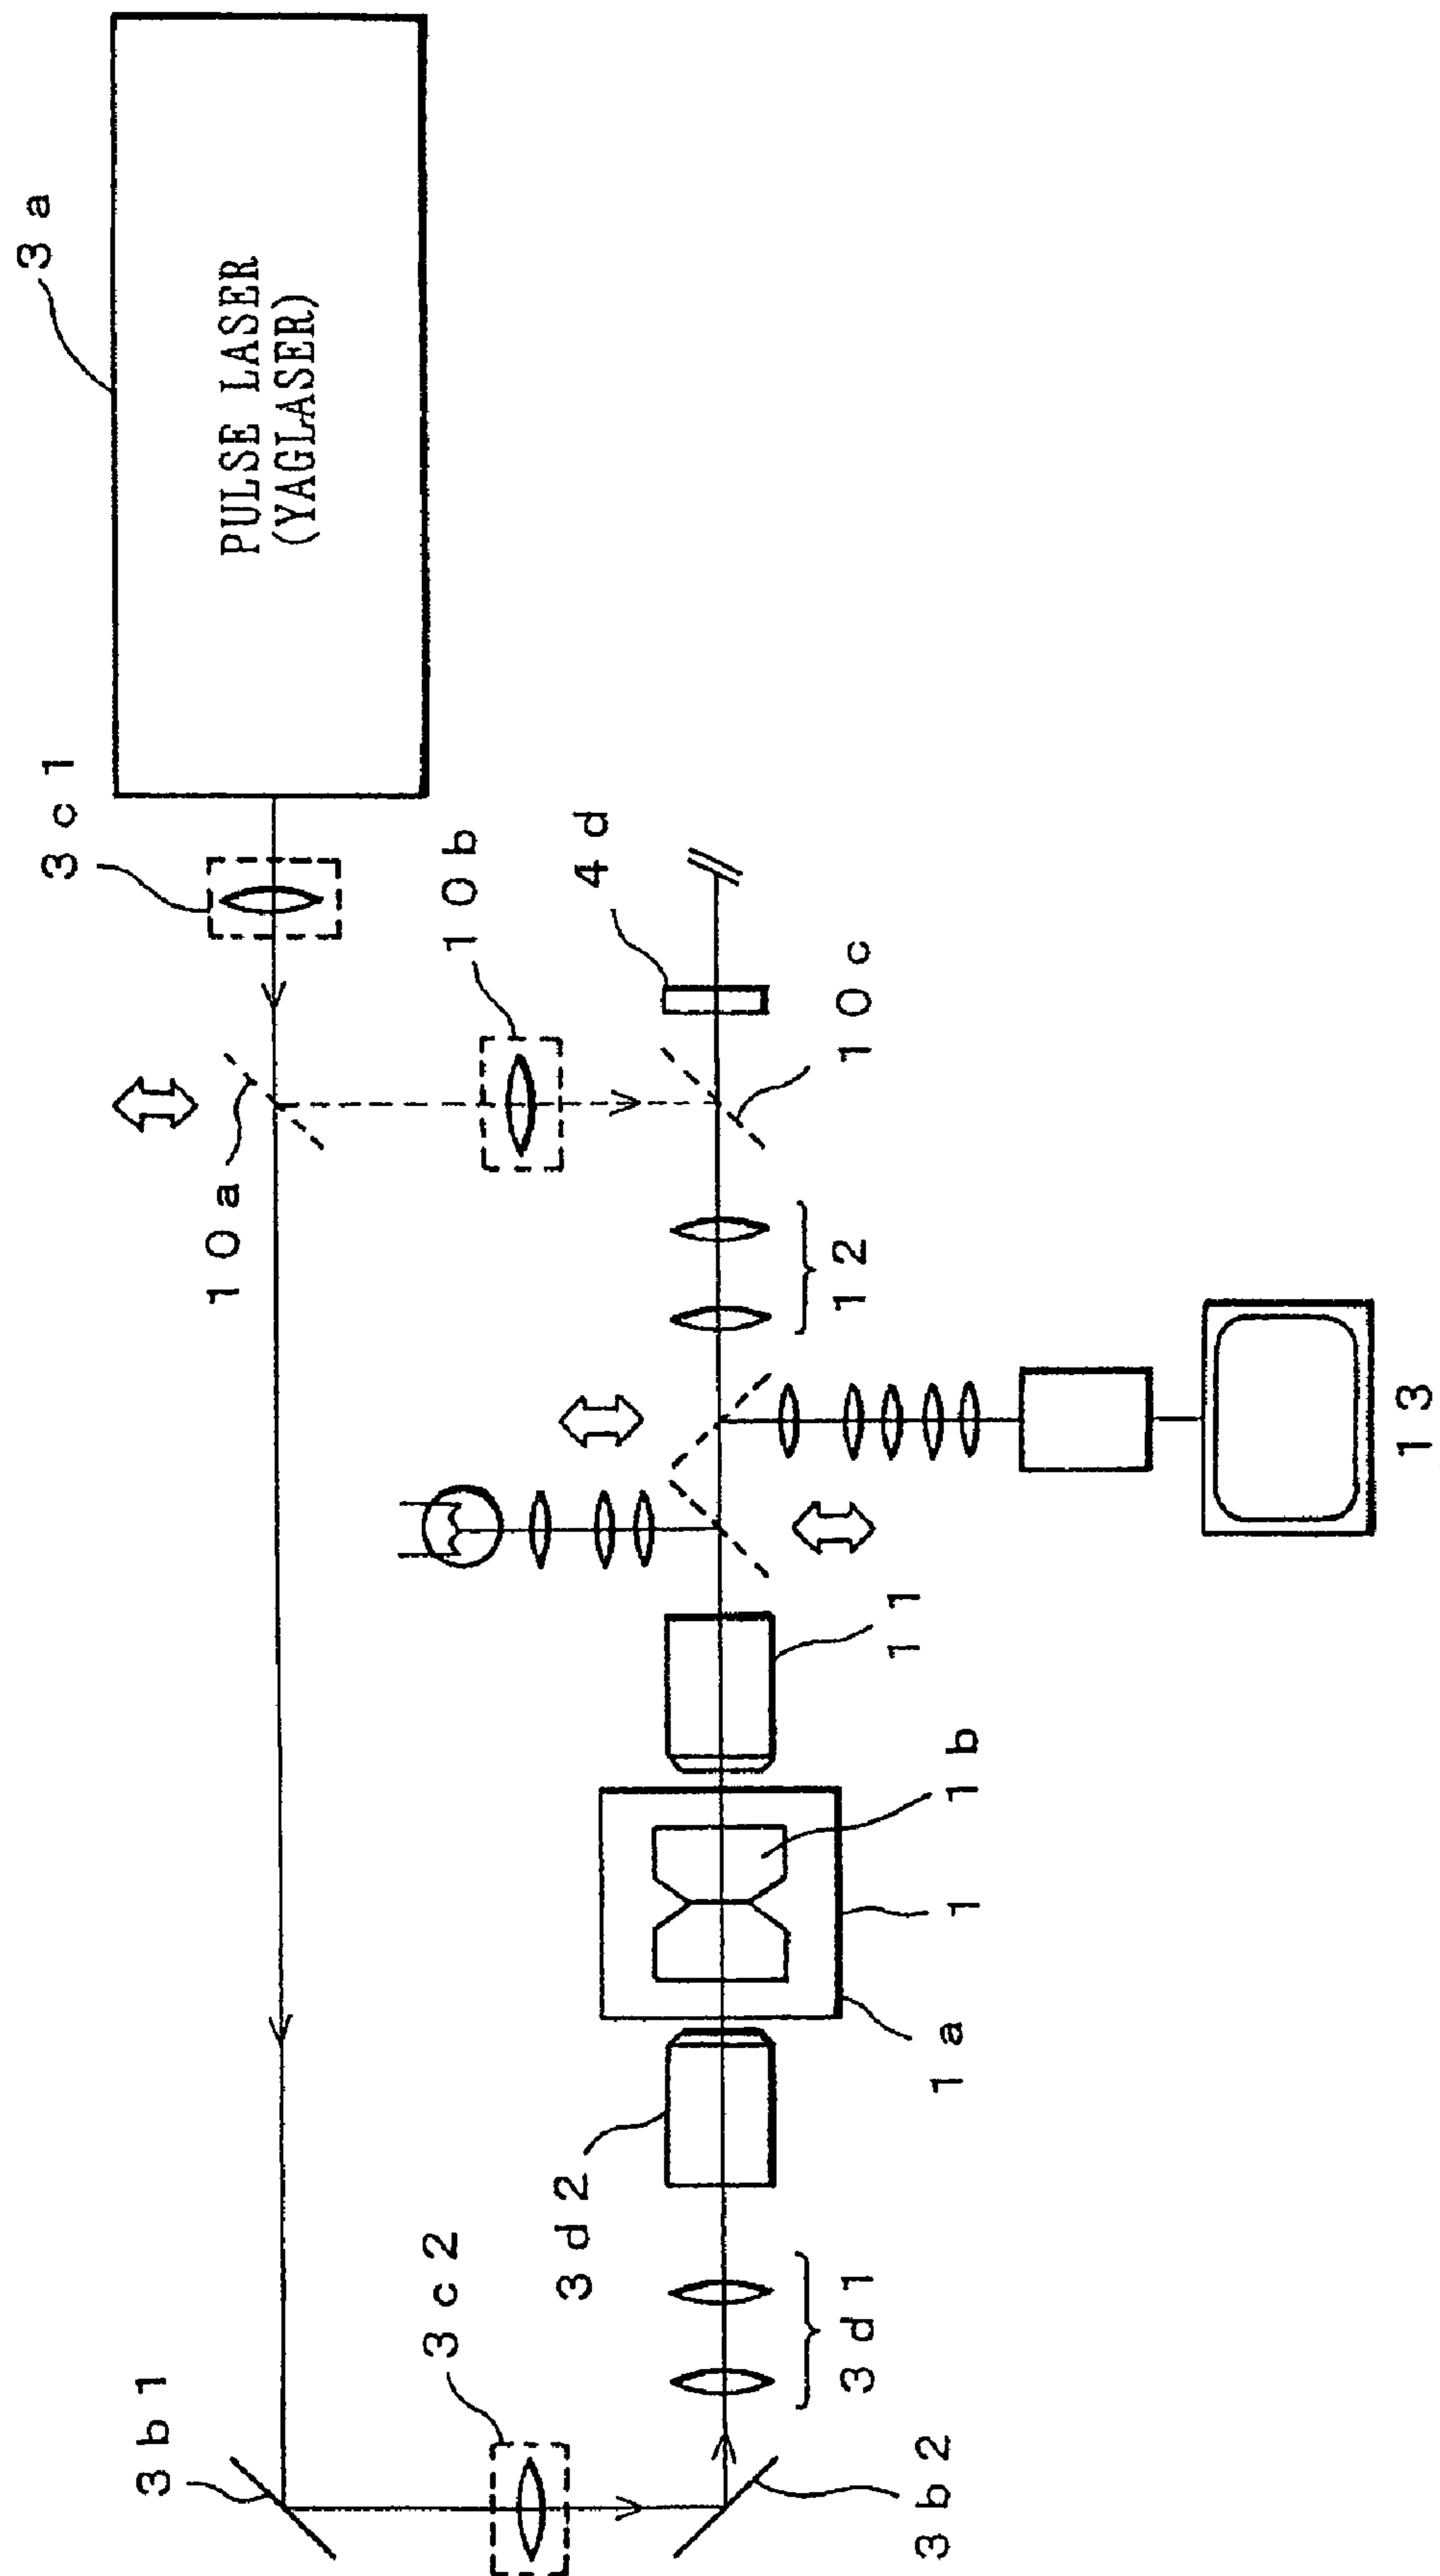 3a
3c1
3b1
10a
PULSE LASER
(YAGLASER)
3c2
10b
3d2
4d
3d1
12
10c
3b2
1a
1
1b
11
13